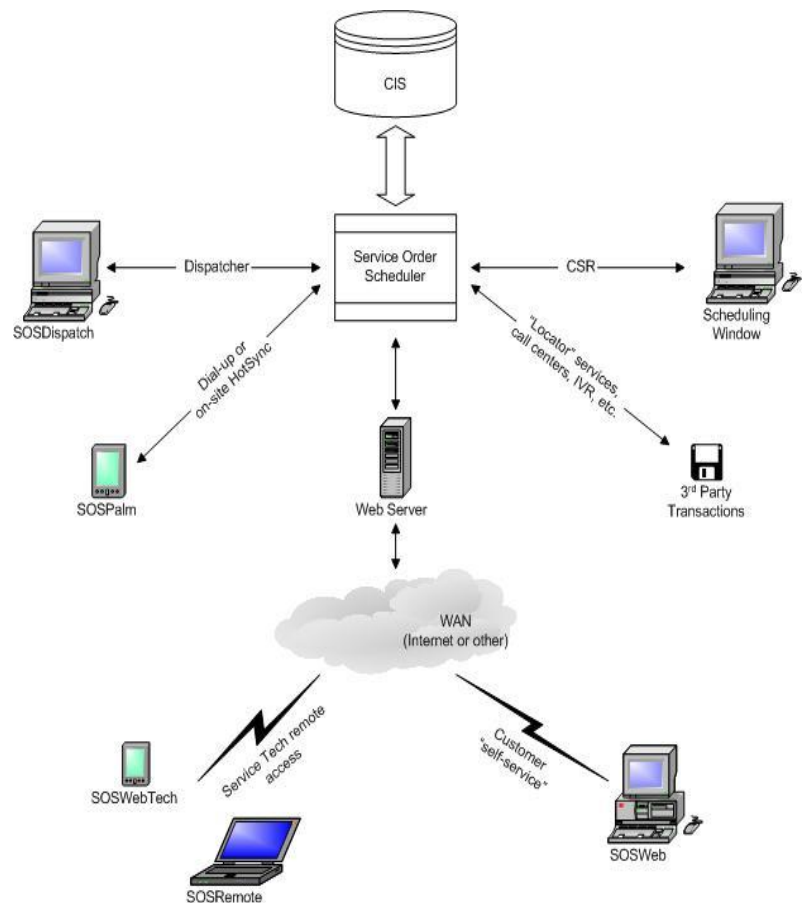 CIS
Service Order
Scheduler
Dispatcher
CSR
SOSDispatch
Scheduling
Window
Dial-up or
on-site HotSync
"Locator" services,
call centers, IVR, etc.
SOSPalm
Web Server
3rd Party
Transactions
WAN
(Internet or other)
Service Tech remote
access
Customer
"self-service"
SOSWebTech
SOSWeb
SOSRemote